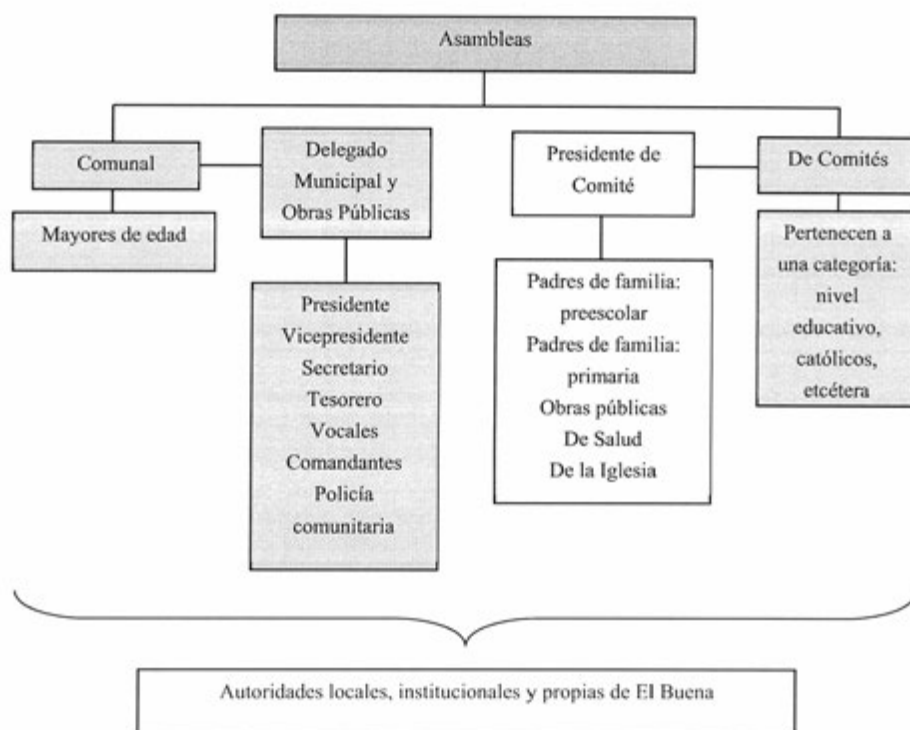 Asambleas
Comunal
Mayores de edad
Delegado
Municipal y
Obras Públicas
Presidente
Vicepresidente
Secretario
Tesorero
Vocales
Comandantes
Policía
comunitaria
Presidente de
Comité
Padres de familia:
preescolar
Padres de familia:
primaria
Obras públicas
De Salud
De la Iglesia
De Comités
Pertenecen a
una categoría:
nivel
educativo,
católicos,
etcétera
Autoridades locales, institucionales y propias de El Buena